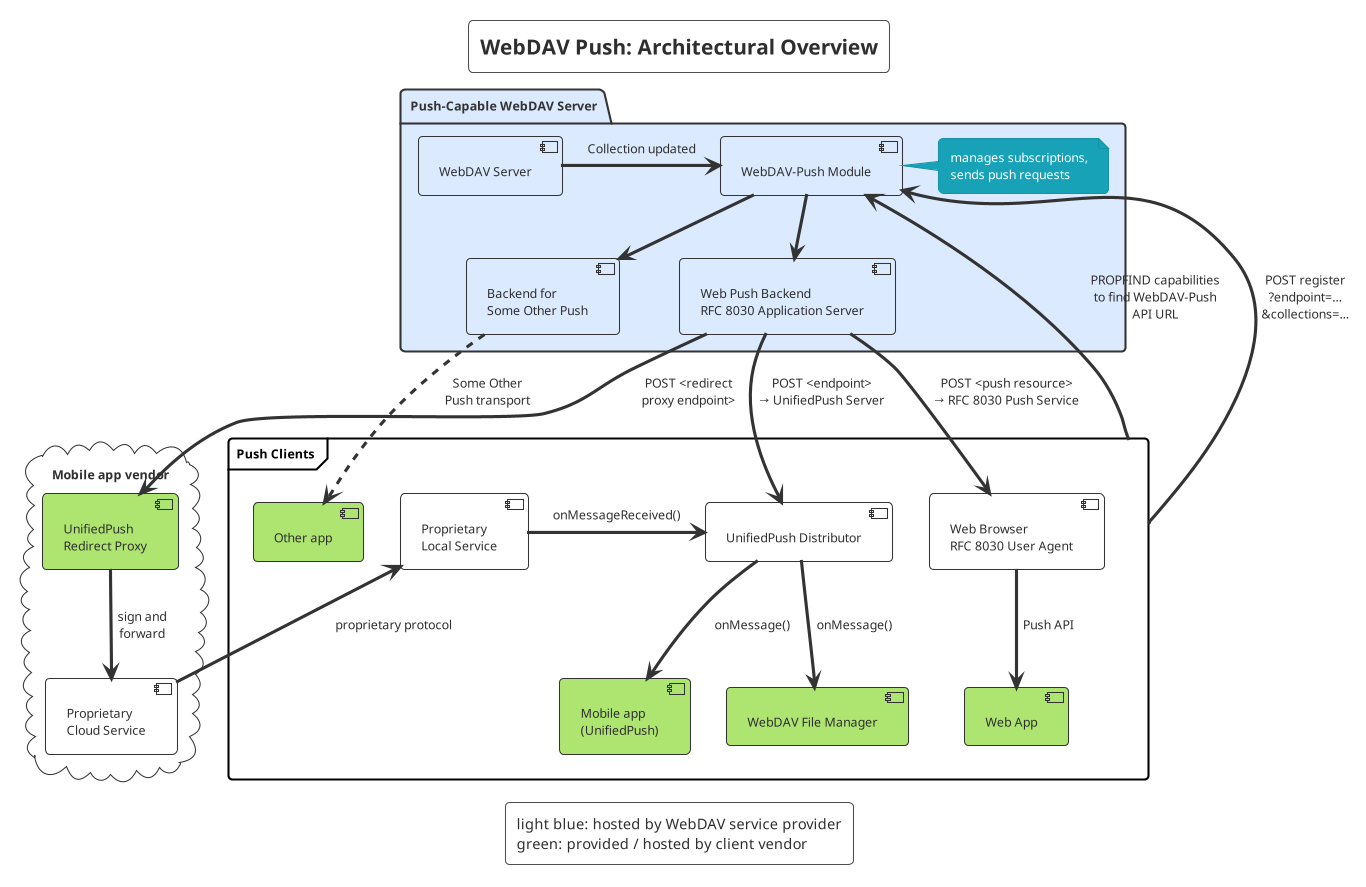 WebDAV Push: Architectural Overview
Push-Capable WebDAV Server
WebDAV Server
Collection updated
WebDAV-Push Module
manages subscriptions,
sends push requests
Backend for
Some Other Push
Web Push Backend
RFC 8030 Application Server
PROPFIND capabilities
to find WebDAV-Push
API URL
POST register
?endpoint=...
&collections=...
Some Other
Push transport
POST <redirect
proxy endpoint>
POST <endpoint>
→ UnifiedPush Server
POST <push resource>
→ RFC 8030 Push Service
Mobile app vendor
UnifiedPush
Redirect Proxy
sign and
forward
Proprietary
Cloud Service
Push Clients
Other app
Proprietary
Local Service
onMessageReceived()
UnifiedPush Distributor
Web Browser
RFC 8030 User Agent
proprietary protocol
onMessage()
onMessage()
Push API
Mobile app
(UnifiedPush)
WebDAV File Manager
Web App
light blue: hosted by WebDAV service provider
green: provided / hosted by client vendor